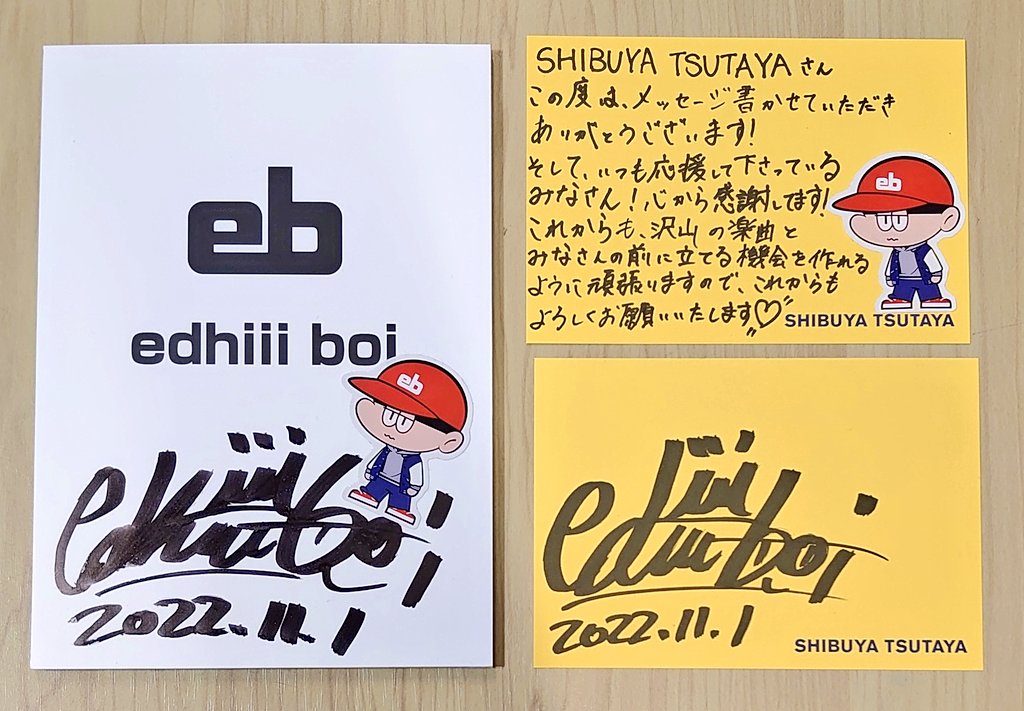 eb
edhiii boi
eb
edhiii boi
2022.11.1
SHIBUYA TSUTAYAさん
この度は、メッセージ書かせていただき
ありがとうございます!
そして、いつも応援して下さっている
みなさん!心から感謝してます!
これからも、沢山の楽曲と
みなさんの前に立てる機会を作れる
ように頑張りますので、これからも
よろしくお願いいたします♡
eb
SHIBUYA TSUTAYA
edhiii boi
2022.11.1
SHIBUYA TSUTAYA